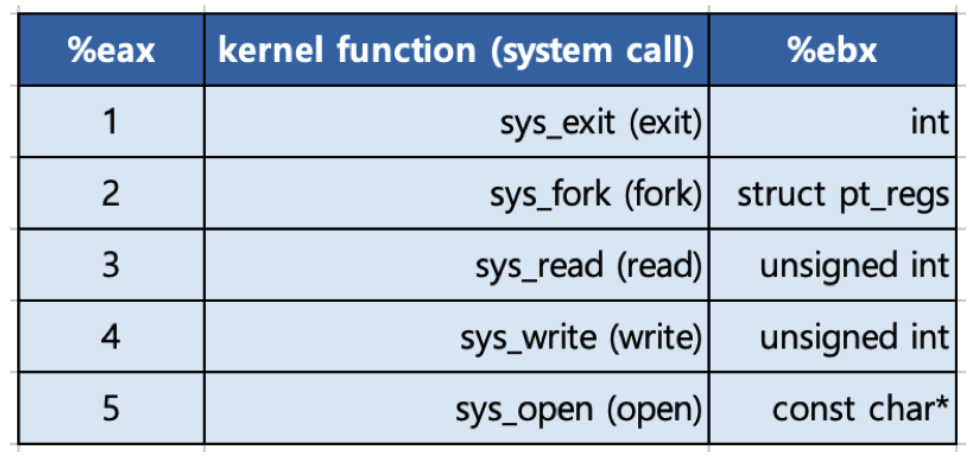 %eax kernel function (system call) %ebx
1 sys_exit (exit) int
2 sys_fork (fork) struct pt_regs
3 sys_read (read) unsigned int
4 sys_write (write) unsigned int
5 sys_open (open) const char*